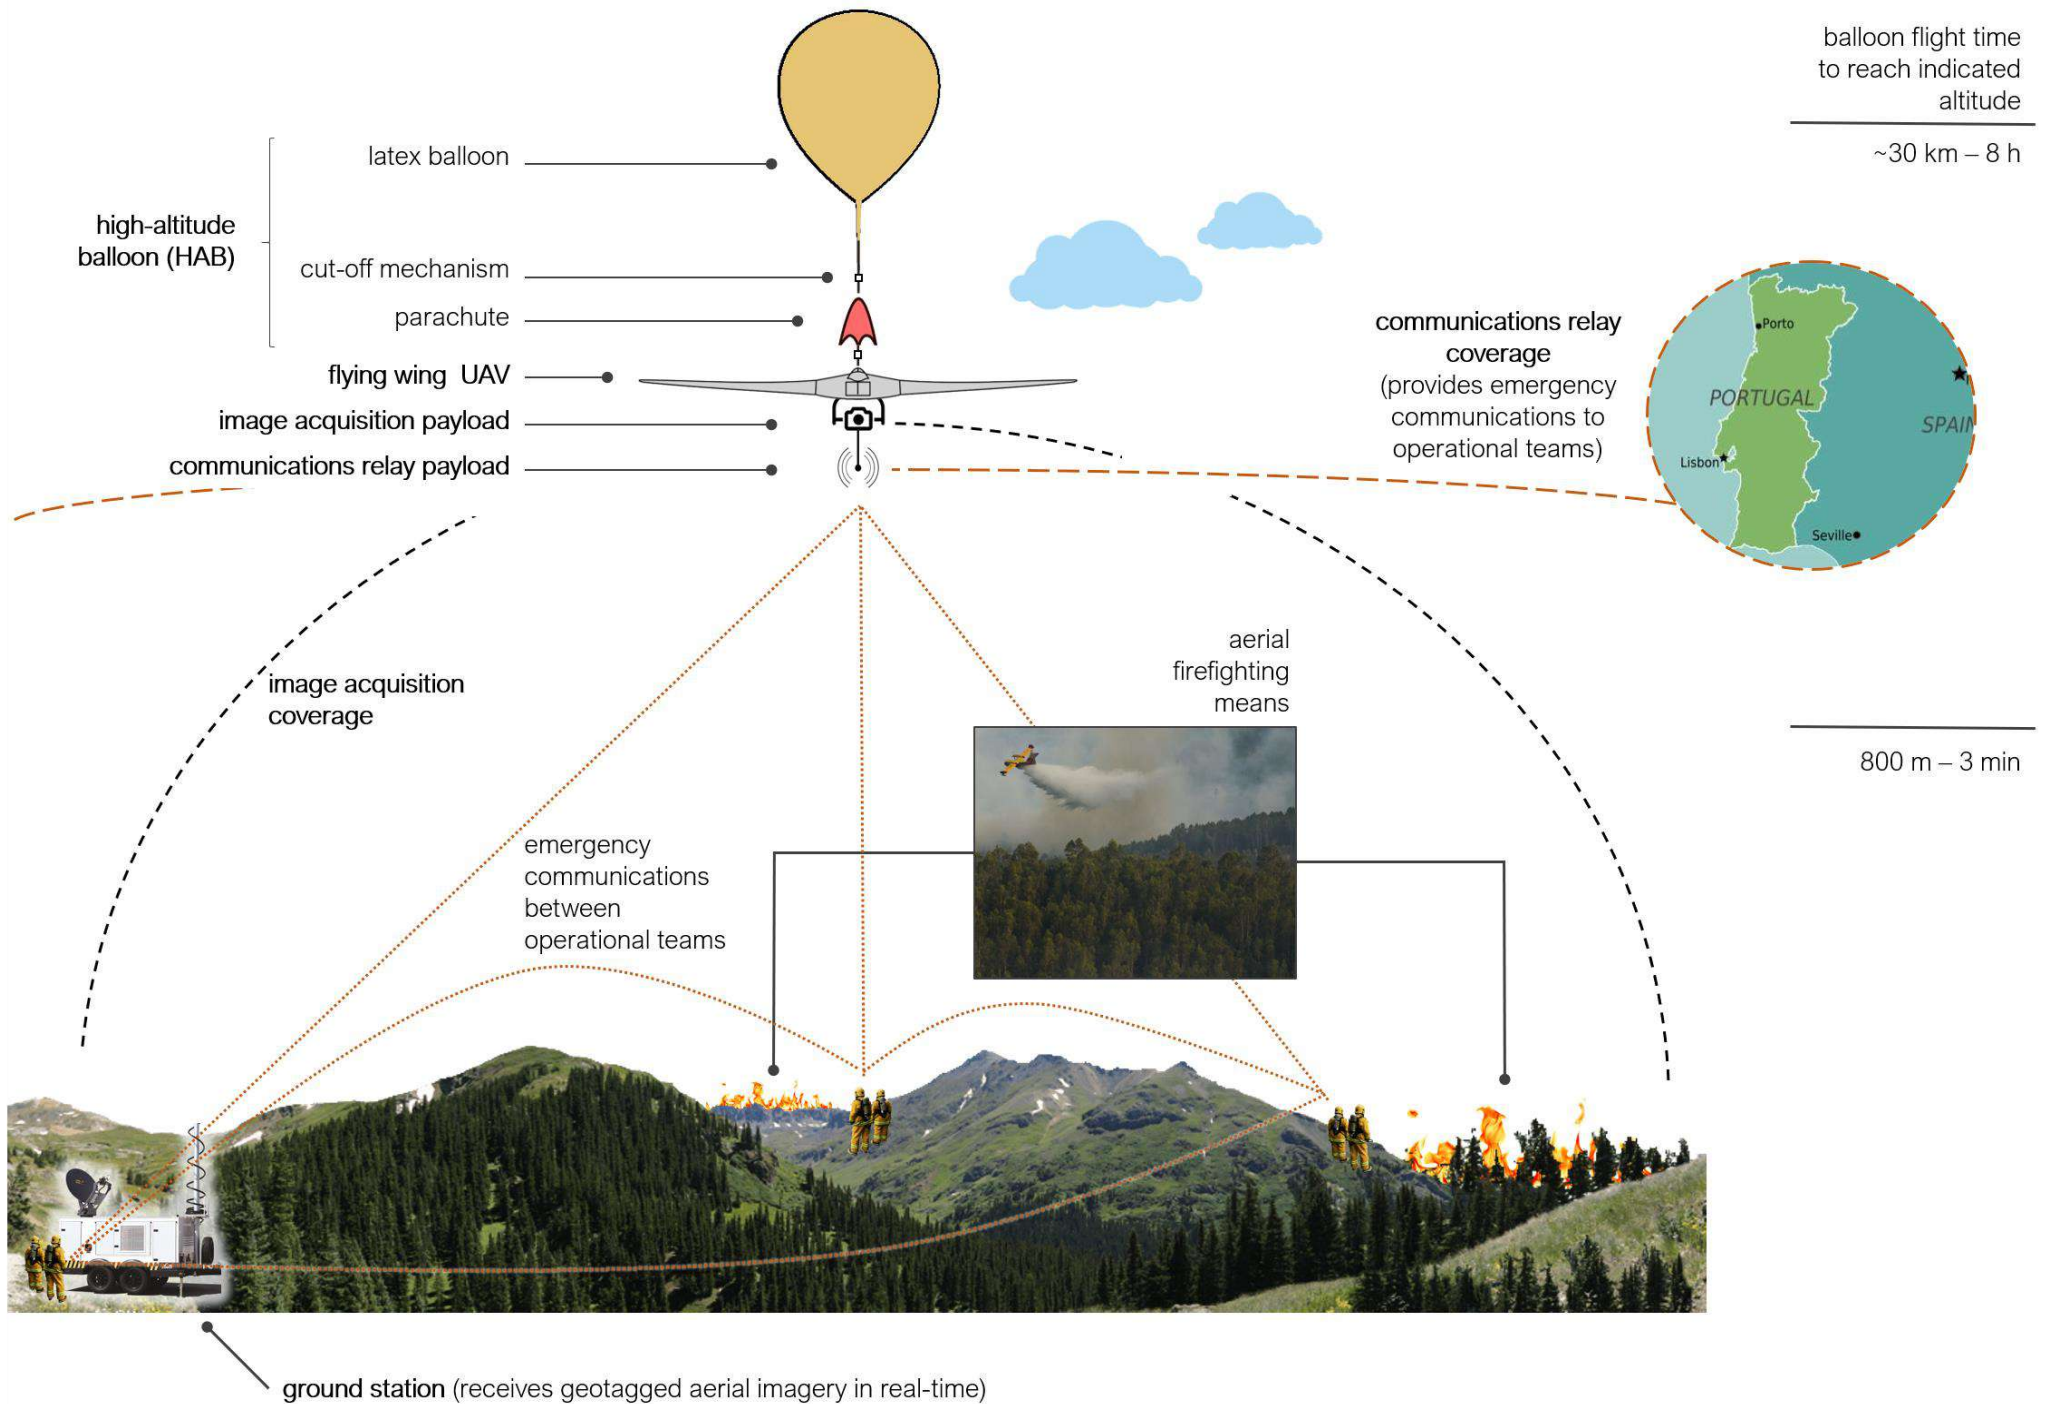 balloon flight time
to reach indicated
altitude
~30 km – 8 h
latex balloon
high-altitude
balloon (HAB)
cut-off mechanism
parachute
flying wing UAV
image acquisition payload
communications relay payload
communications relay
coverage
(provides emergency
communications to
operational teams)
Porto
PORTUGAL
SPAIN
Lisbon
Seville
image acquisition
coverage
aerial
firefighting
means
800 m – 3 min
emergency
communications
between
operational teams
ground station (receives geotagged aerial imagery in real-time)